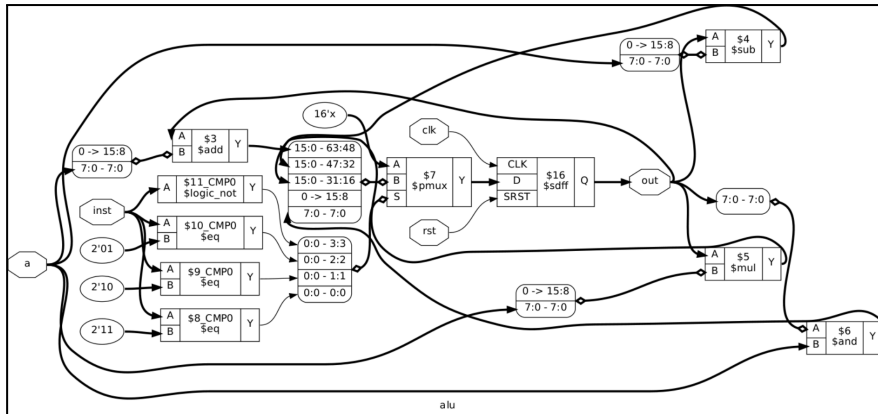 0 -> 15:8
7:0 - 7:0
A
B
$4
$sub
Y
16'x
clk
0 -> 15:8
7:0 - 7:0
A
B
$3
$add
Y
15:0 - 63:48
15:0 - 47:32
15:0 - 31:16
0 -> 15:8
7:0 - 7:0
A
B
S
$7
$pmux
Y
CLK
D
SRST
$16
$sdff
Q
out
7:0 - 7:0
inst
A
$11_CMP0
$logic_not
Y
rst
2'01
A
B
$10_CMP0
$eq
Y
0:0 - 3:3
0:0 - 2:2
0:0 - 1:1
0:0 - 0:0
a
2'10
A
B
$9_CMP0
$eq
Y
A
B
$5
$mul
Y
0 -> 15:8
7:0 - 7:0
2'11
A
B
$8_CMP0
$eq
Y
A
B
$6
$and
Y
alu